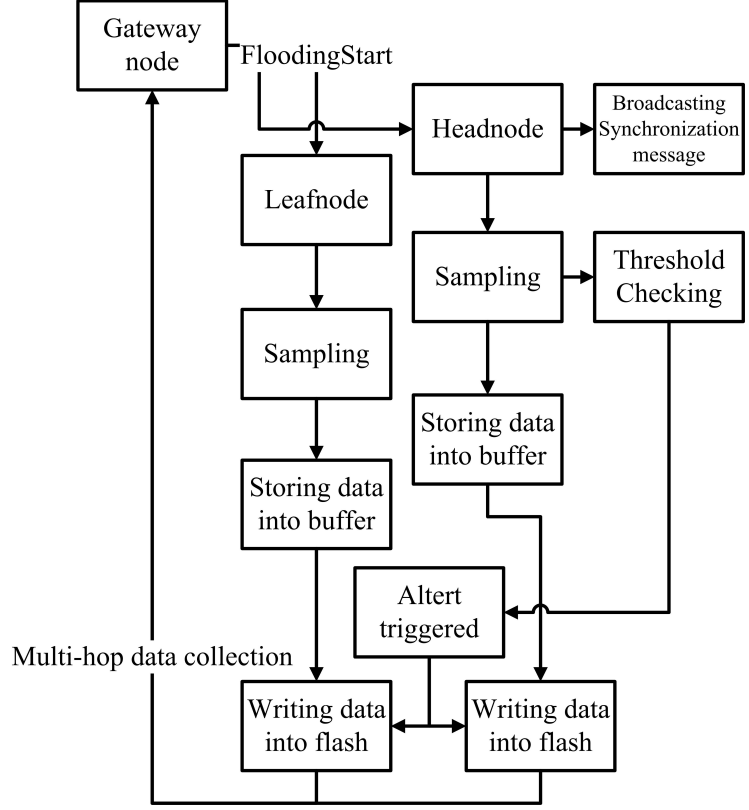 Gateway
node
FloodingStart
Headnode
Broadcasting
Synchronization
message
Leafnode
Sampling
Threshold
Checking
Sampling
Storing data
into buffer
Storing data
into buffer
Altert
triggered
Multi-hop data collection
Writing data
into flash
Writing data
into flash